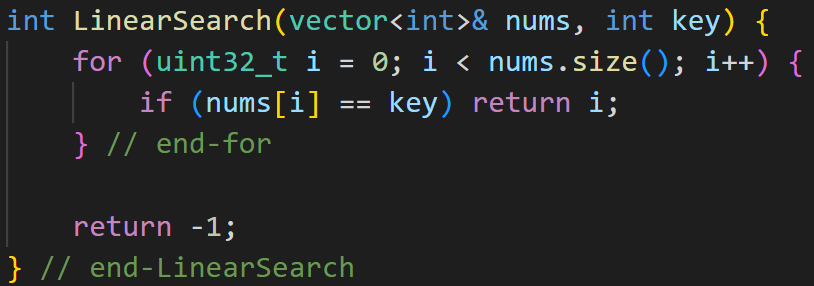 int LinearSearch(vector<int>& nums, int key) {
    for (uint32_t i = 0; i < nums.size(); i++) {
        if (nums[i] == key) return i;
    } // end-for

    return -1;
} // end-LinearSearch